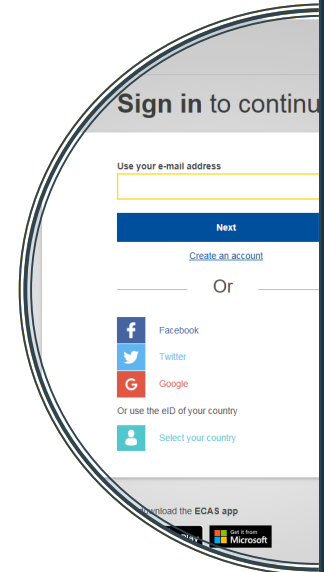 Sign in to continu
Use your e-mail address
Next
Create an account
Or
f Facebook
Twitter
G Google
Or use the eID of your country
Select your country
download the ECAS app
Get it from
Microsoft